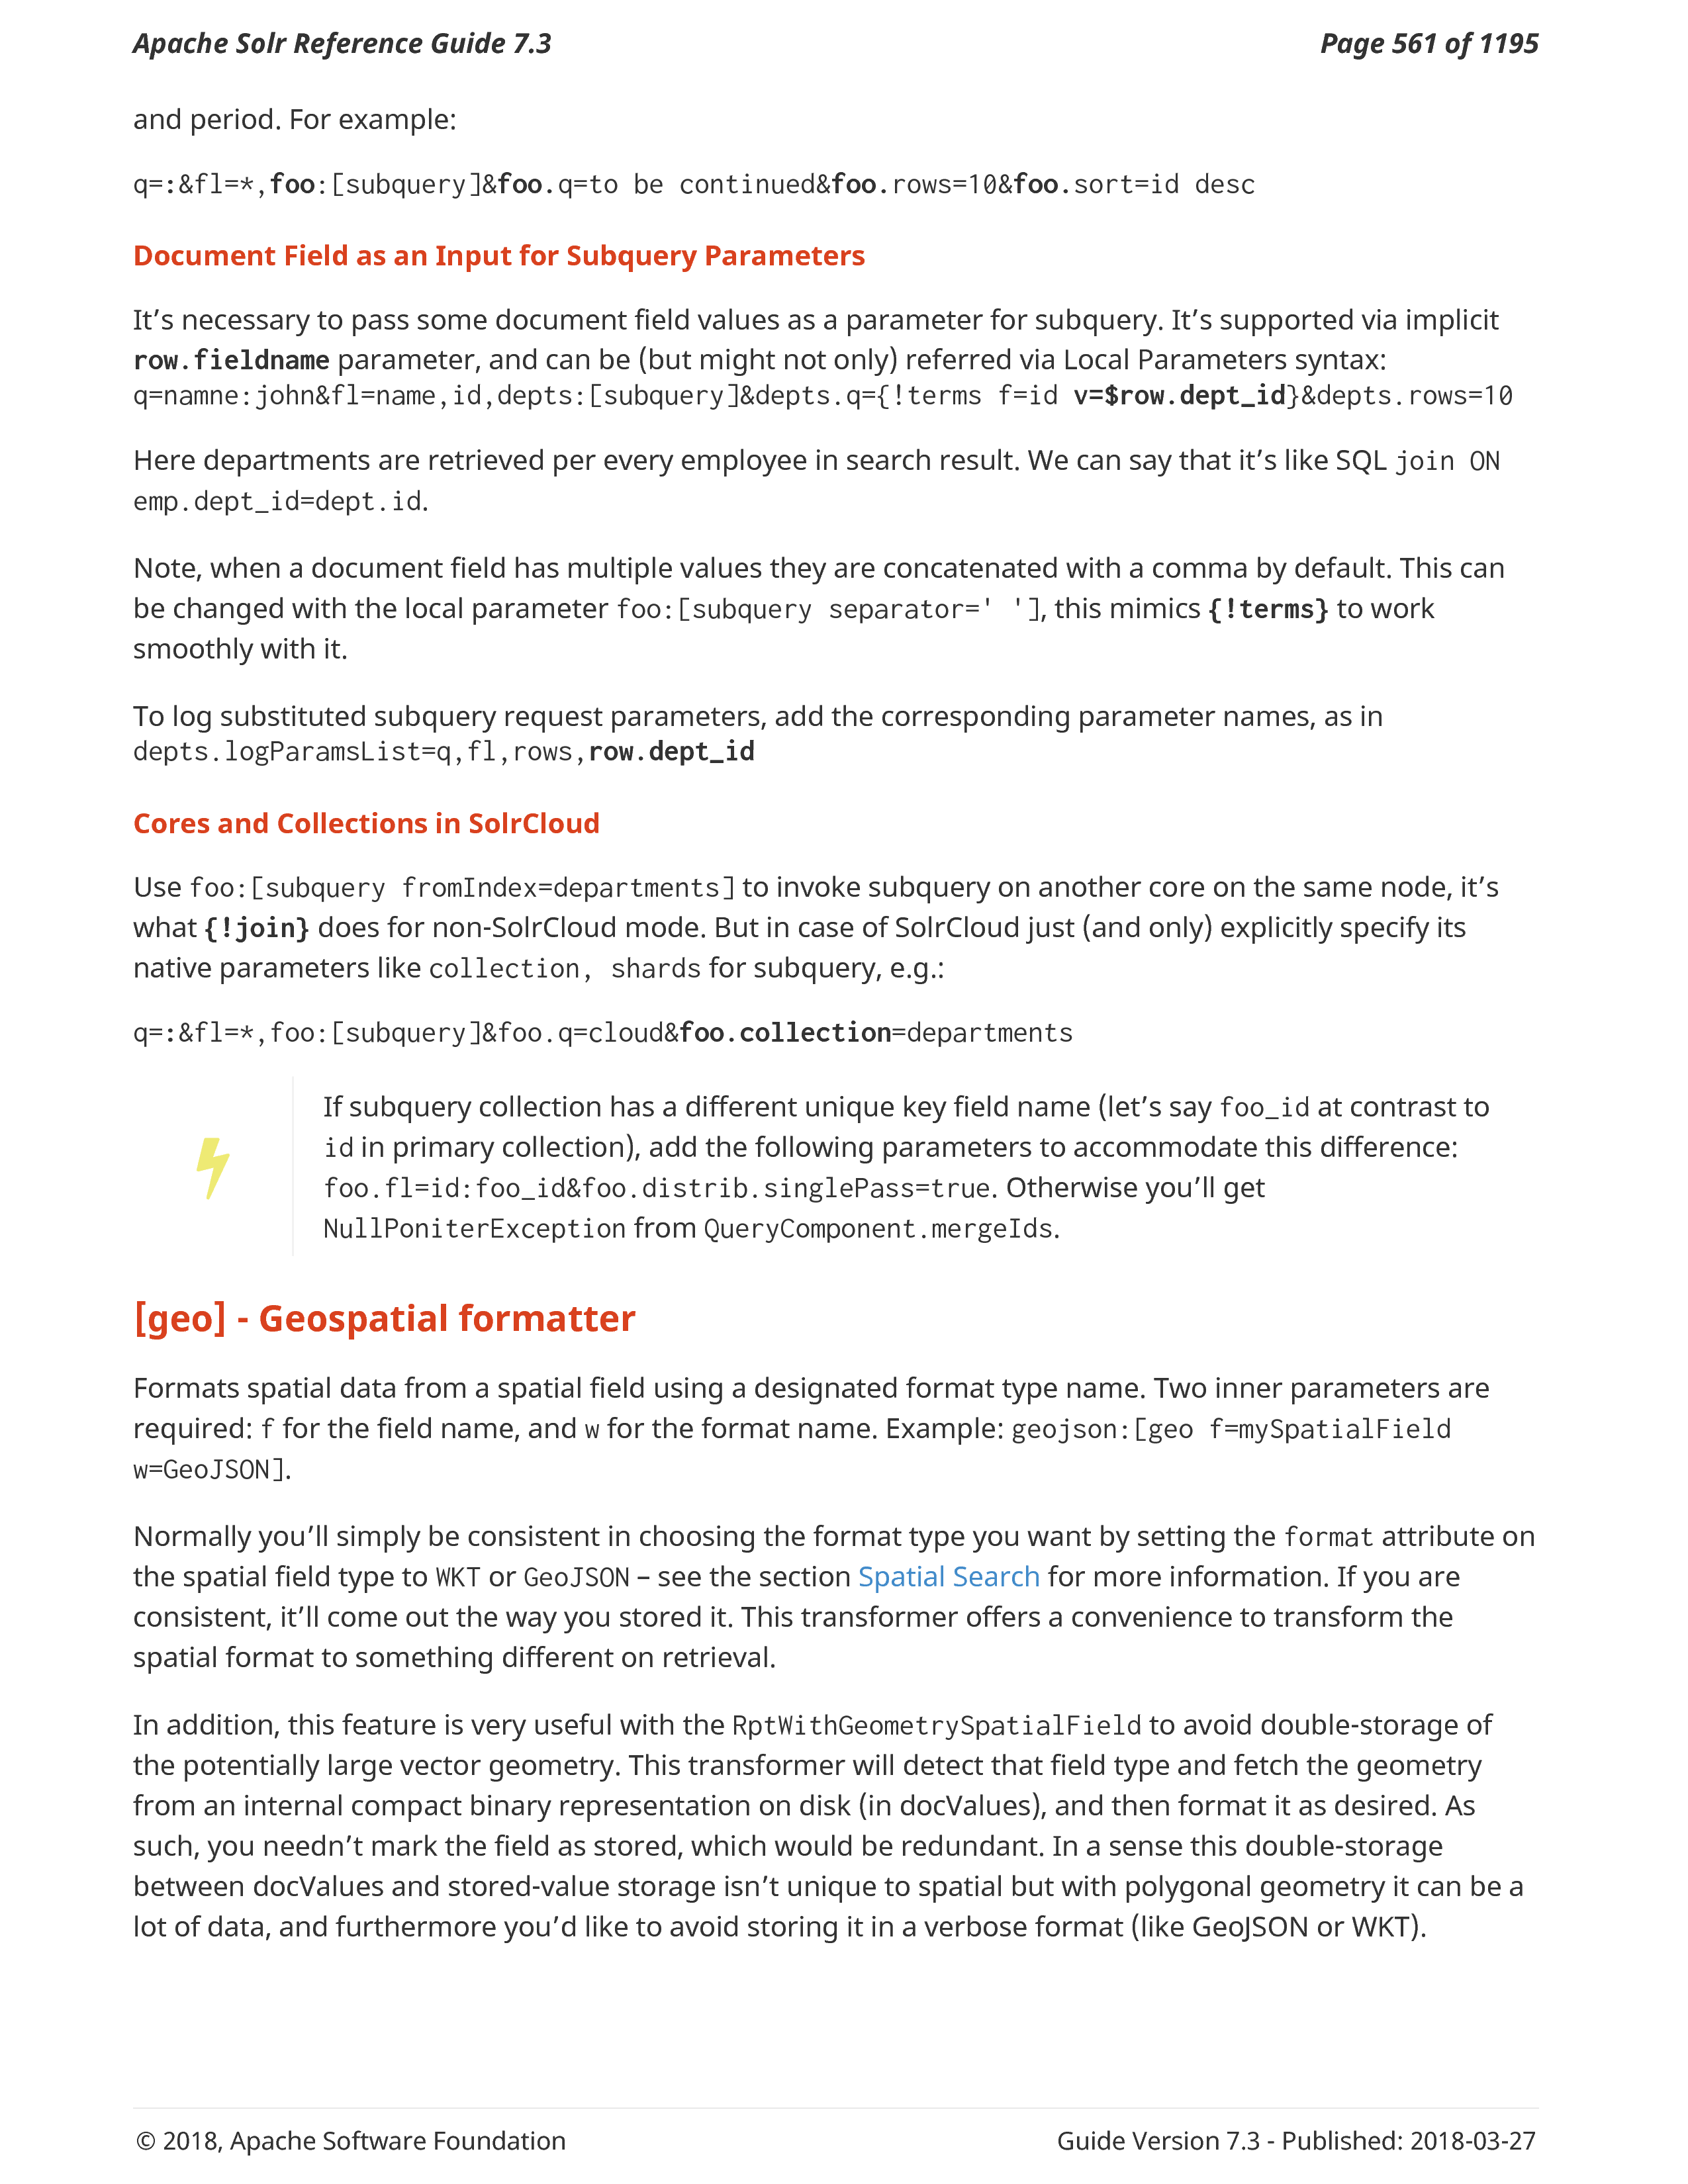 Apache Solr Reference Guide 7.3 Page 561 of 1195
and period. For example:
q=:&fl=*,foo:[subquery]&foo.q=to be continued&foo.rows=10&foo.sort=id desc
Document Field as an Input for Subquery Parameters
It’s necessary to pass some document field values as a parameter for subquery. It’s supported via implicit
row.fieldname parameter, and can be (but might not only) referred via Local Parameters syntax:
q=namne:john&fl=name,id,depts:[subquery]&depts.q={!terms f=id v=$row.dept_id}&depts.rows=10
Here departments are retrieved per every employee in search result. We can say that it’s like SQL join ON
emp.dept_id=dept.id.
Note, when a document field has multiple values they are concatenated with a comma by default. This can
be changed with the local parameter foo:[subquery separator=' '], this mimics {!terms} to work
smoothly with it.
To log substituted subquery request parameters, add the corresponding parameter names, as in
depts.logParamsList=q,fl,rows,row.dept_id
Cores and Collections in SolrCloud
Use foo:[subquery fromIndex=departments] to invoke subquery on another core on the same node, it’s
what {!join} does for non-SolrCloud mode. But in case of SolrCloud just (and only) explicitly specify its
native parameters like collection, shards for subquery, e.g.:
q=:&fl=*,foo:[subquery]&foo.q=cloud&foo.collection=departments
If subquery collection has a different unique key field name (let’s say foo_id at contrast to
id in primary collection), add the following parameters to accommodate this difference:
foo.fl=id:foo_id&foo.distrib.singlePass=true. Otherwise you’ll get
NullPoniterException from QueryComponent.mergeIds.
[geo] - Geospatial formatter
Formats spatial data from a spatial field using a designated format type name. Two inner parameters are
required: f for the field name, and w for the format name. Example: geojson:[geo f=mySpatialField
w=GeoJSON].
Normally you’ll simply be consistent in choosing the format type you want by setting the format attribute on
the spatial field type to WKT or GeoJSON – see the section Spatial Search for more information. If you are
consistent, it’ll come out the way you stored it. This transformer offers a convenience to transform the
spatial format to something different on retrieval.
In addition, this feature is very useful with the RptWithGeometrySpatialField to avoid double-storage of
the potentially large vector geometry. This transformer will detect that field type and fetch the geometry
from an internal compact binary representation on disk (in docValues), and then format it as desired. As
such, you needn’t mark the field as stored, which would be redundant. In a sense this double-storage
between docValues and stored-value storage isn’t unique to spatial but with polygonal geometry it can be a
lot of data, and furthermore you’d like to avoid storing it in a verbose format (like GeoJSON or WKT).
© 2018, Apache Software Foundation Guide Version 7.3 - Published: 2018-03-27